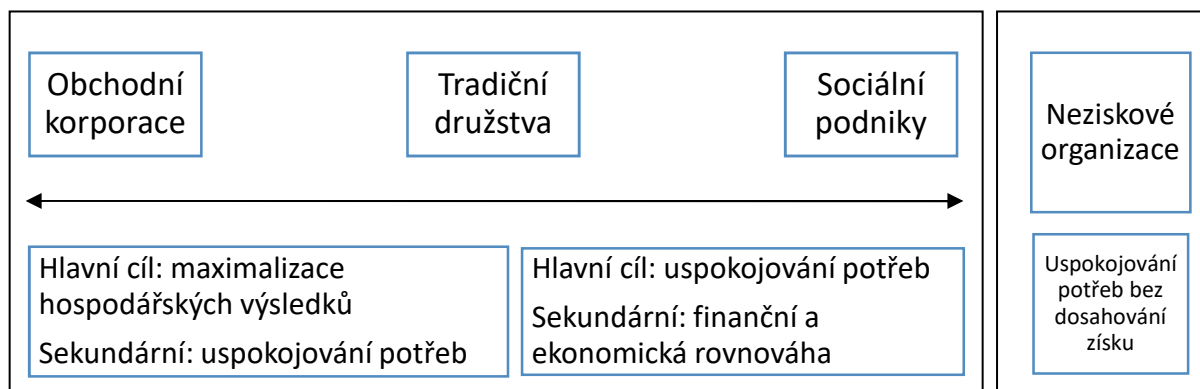 Obchodní
korporace
Tradiční
družstva
Sociální
podniky
Neziskové
organizace
Hlavní cíl: maximalizace
hospodářských výsledků
Sekundární: uspokojování potřeb
Hlavní cíl: uspokojování potřeb
Sekundární: finanční a
ekonomická rovnováha
Uspokojování
potřeb bez
dosahování
získu